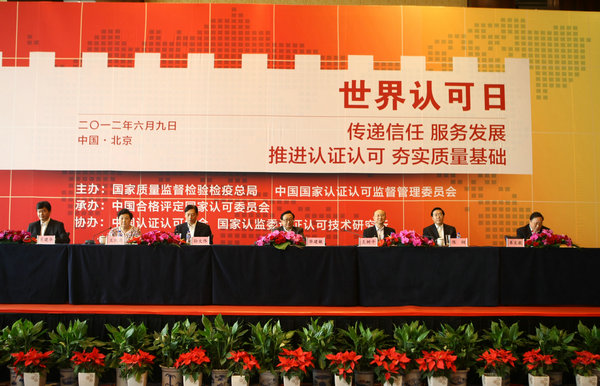 世界认可日
二〇一二年六月九日
中国·北京
传递信任 服务发展
推进认证认可 夯实质量基础
主办：国家质量监督检验检疫总局 中国国家认证认可监督管理委员会
承办：中国合格评定国家认可委员会
协办：中国认证认可 会 国家认监委 证认可技术研究